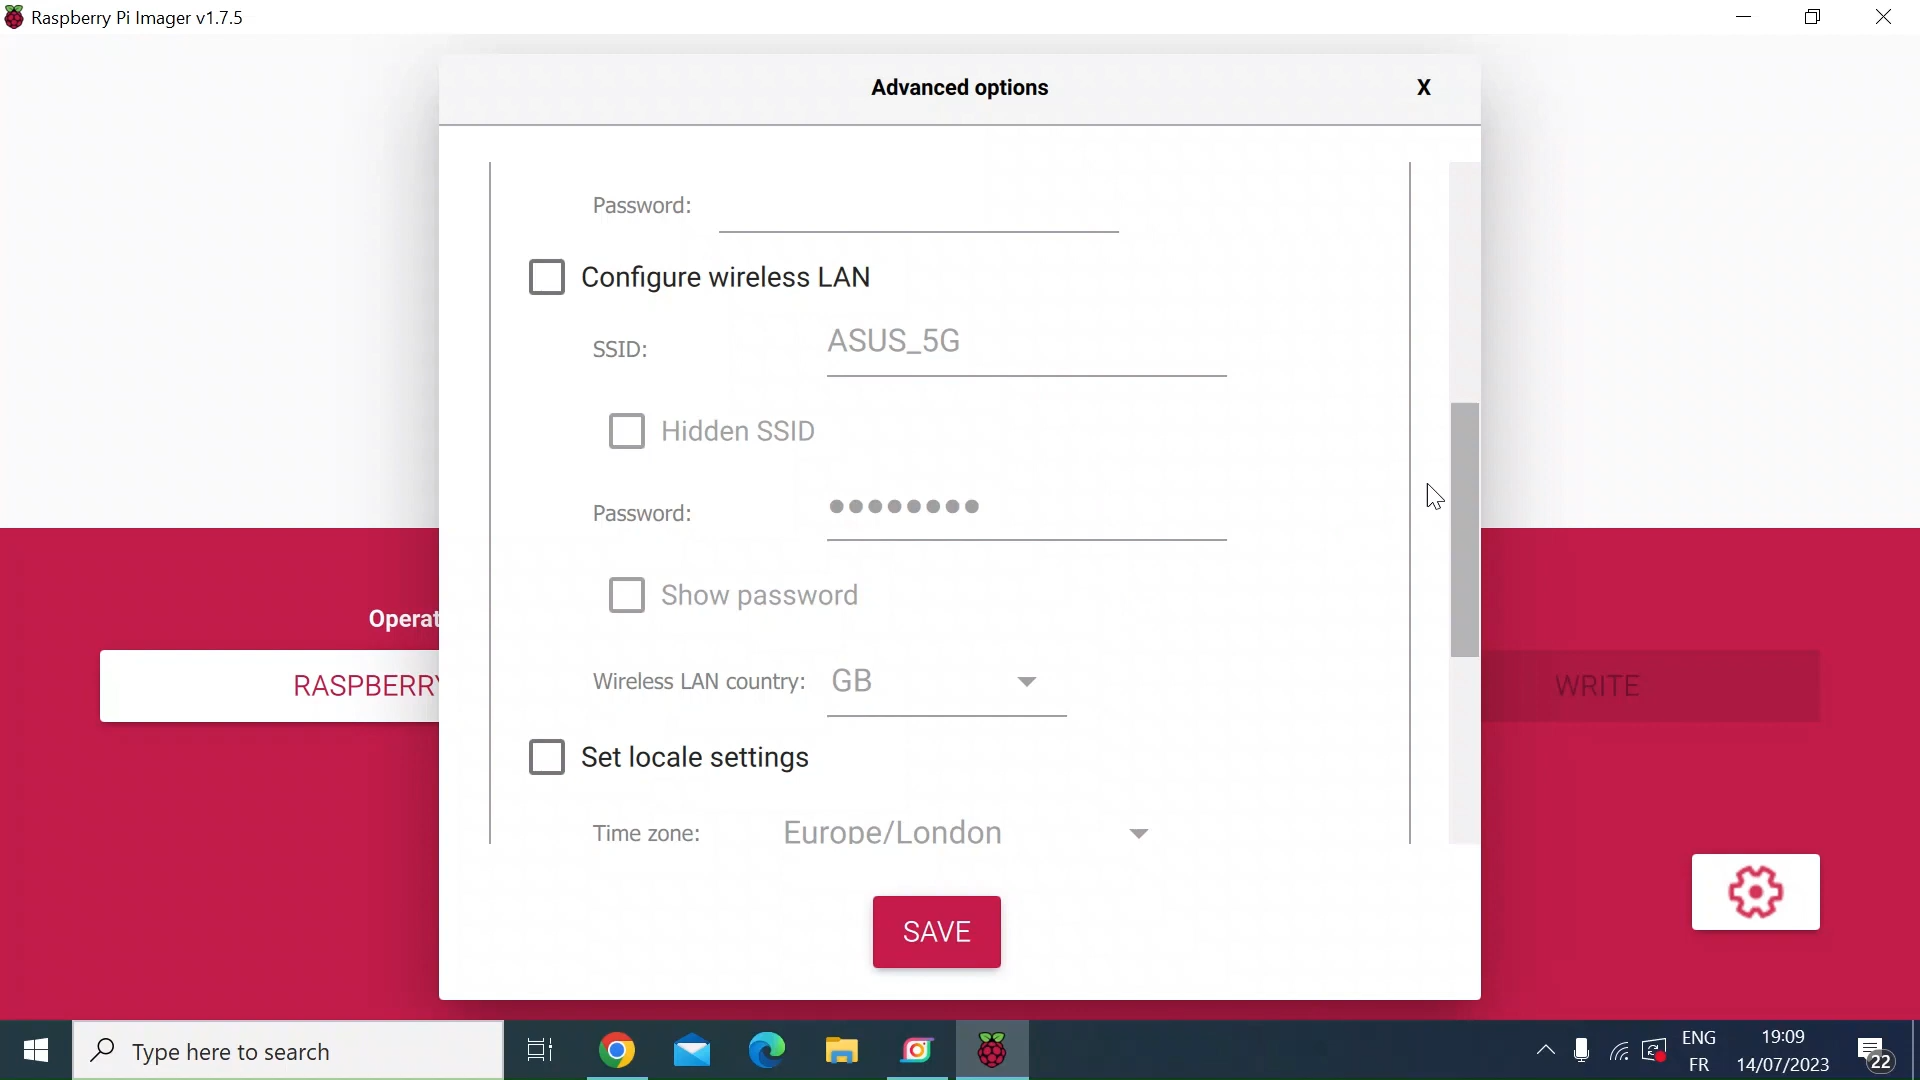 Raspberry Pi Imager v1.7.5
Advanced options
X
Password:
Configure wireless LAN
SSID:
ASUS_5G
Hidden SSID
Password:
●●●●●●●●
Show password
Wireless LAN country:
GB
Set locale settings
Time zone:
Europe/London
SAVE
Operat
RASPBERRY
WRITE
Type here to search
ENG
FR
19:09
14/07/2023
22